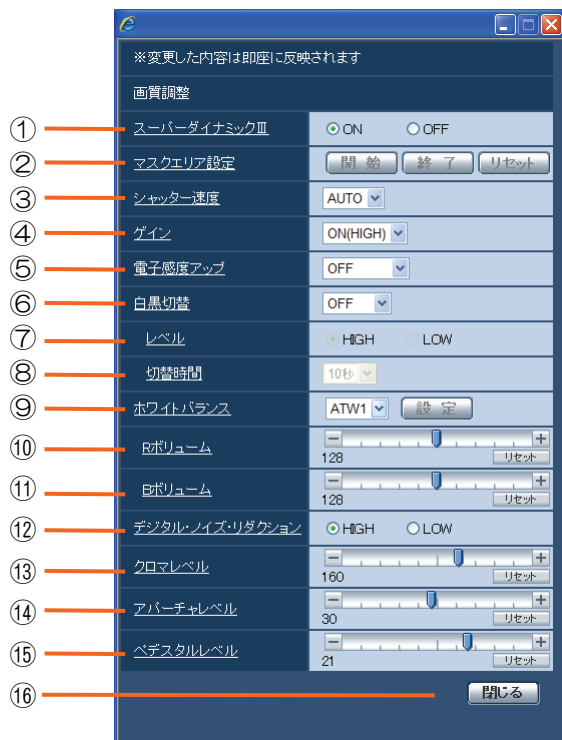 ※変更した内容は即座に反映されます
画質調整
① スーパーダイナミックⅢ ON OFF
② マスクエリア設定 開始 終了 リセット
③ シャッター速度 AUTO
④ ゲイン ON(HIGH)
⑤ 電子感度アップ OFF
⑥ 白黒切替 OFF
⑦ レベル HIGH LOW
⑧ 切替時間 10秒
⑨ ホワイトバランス ATW1 設定
⑩ Rボリューム 128 リセット
⑪ Bボリューム 128 リセット
⑫ デジタル・ノイズ・リダクション HIGH LOW
⑬ クロマレベル 160 リセット
⑭ アパーチャレベル 30 リセット
⑮ ペデスタルレベル 21 リセット
⑯ 閉じる